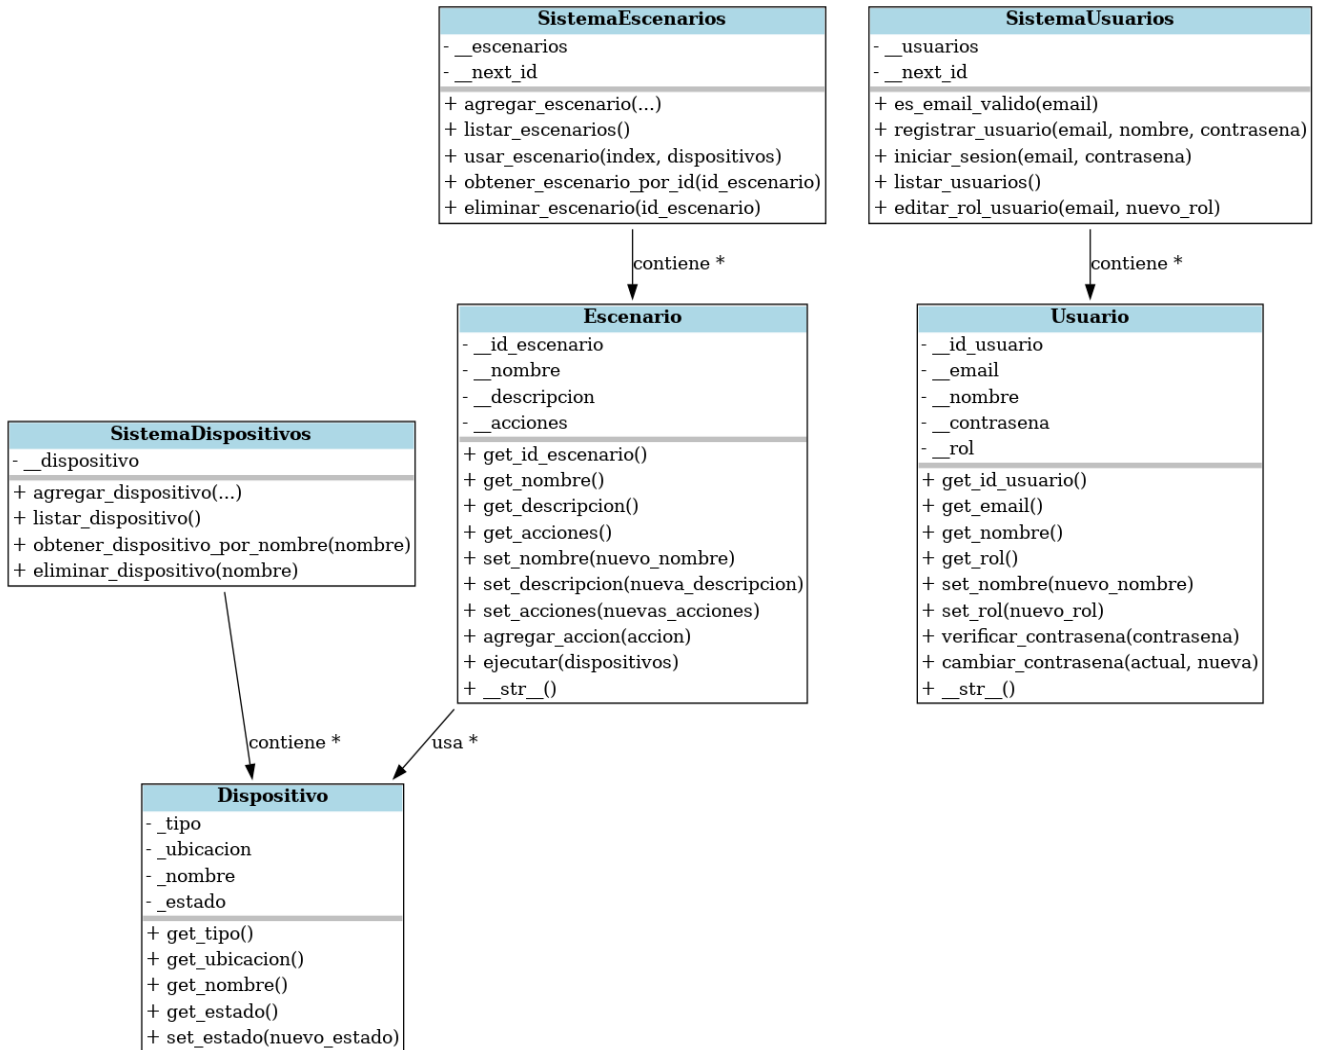 SistemaEscenarios
- __escenarios
- __next_id
+ agregar_escenario(...)
+ listar_escenarios()
+ usar_escenario(index, dispositivos)
+ obtener_escenario_por_id(id_escenario)
+ eliminar_escenario(id_escenario)
SistemaUsuarios
- __usuarios
- __next_id
+ es_email_valido(email)
+ registrar_usuario(email, nombre, contrasena)
+ iniciar_sesion(email, contrasena)
+ listar_usuarios()
+ editar_rol_usuario(email, nuevo_rol)
contiene *
contiene *
Escenario
- __id_escenario
- __nombre
- __descripcion
- __acciones
+ get_id_escenario()
+ get_nombre()
+ get_descripcion()
+ get_acciones()
+ set_nombre(nuevo_nombre)
+ set_descripcion(nueva_descripcion)
+ set_acciones(nuevas_acciones)
+ agregar_accion(accion)
+ ejecutar(dispositivos)
+ __str__()
Usuario
- __id_usuario
- __email
- __nombre
- __contrasena
- __rol
+ get_id_usuario()
+ get_email()
+ get_nombre()
+ get_rol()
+ set_nombre(nuevo_nombre)
+ set_rol(nuevo_rol)
+ verificar_contrasena(contrasena)
+ cambiar_contrasena(actual, nueva)
+ __str__()
SistemaDispositivos
- __dispositivo
+ agregar_dispositivo(...)
+ listar_dispositivo()
+ obtener_dispositivo_por_nombre(nombre)
+ eliminar_dispositivo(nombre)
contiene *
usa *
Dispositivo
- _tipo
- _ubicacion
- _nombre
- _estado
+ get_tipo()
+ get_ubicacion()
+ get_nombre()
+ get_estado()
+ set_estado(nuevo_estado)